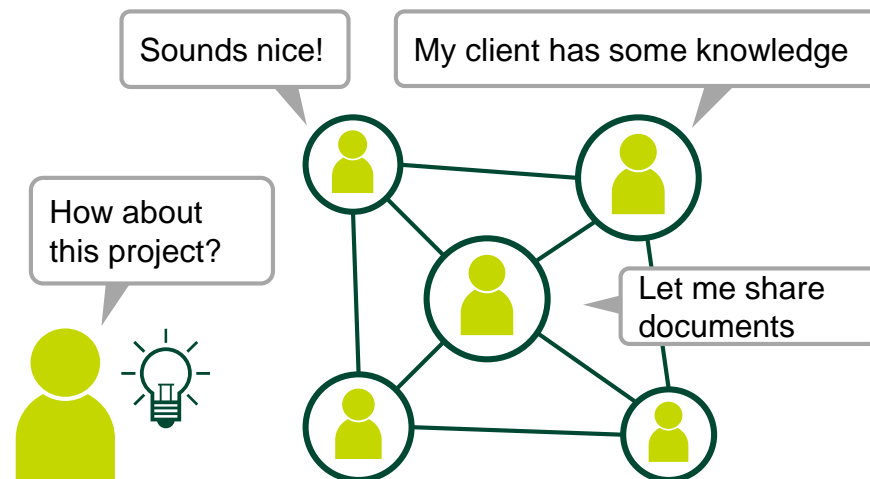 Sounds nice!
My client has some knowledge
How about
this project?
Let me share
documents